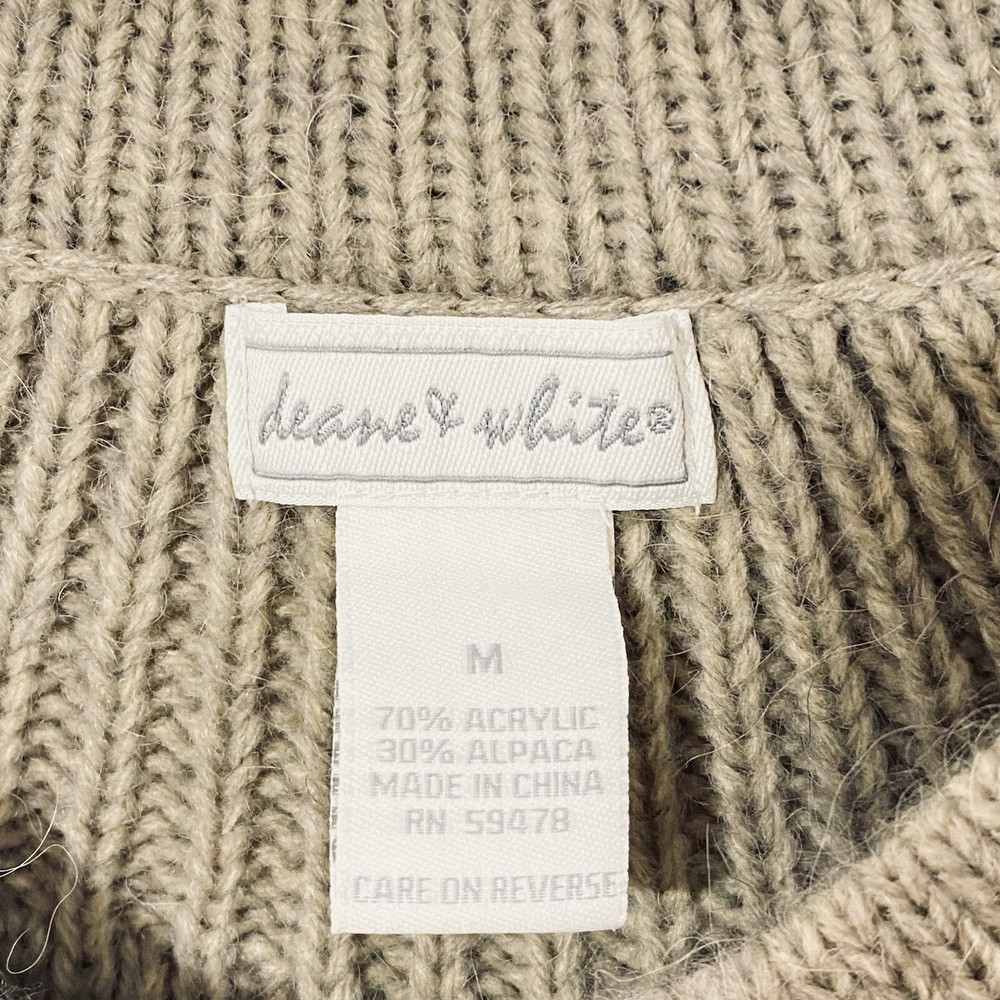 deane & white®
M
70% ACRYLIC
30% ALPACA
MADE IN CHINA
RN 59478
CARE ON REVERSE